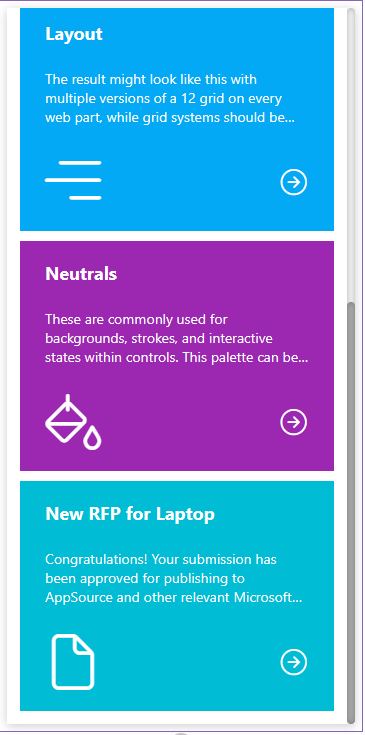 Layout
The result might look like this with
multiple versions of a 12 grid on every
web part, while grid systems should be...
Neutrals
These are commonly used for
backgrounds, strokes, and interactive
states within controls. This palette can be...
New RFP for Laptop
Congratulations! Your submission has
been approved for publishing to
AppSource and other relevant Microsoft...